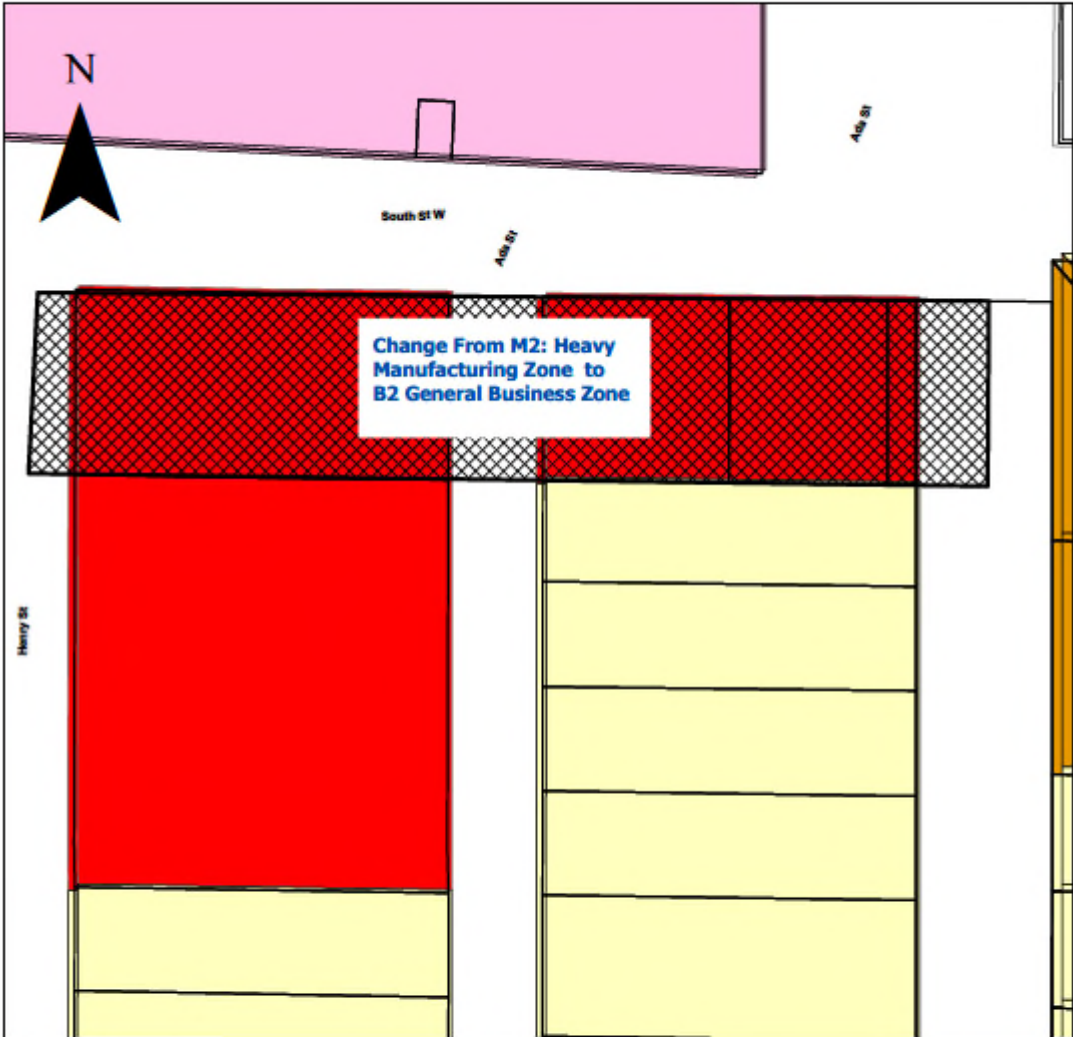 N
Ada St
South St W
Ada St
Change From M2: Heavy
Manufacturing Zone to
B2 General Business Zone
Henry St